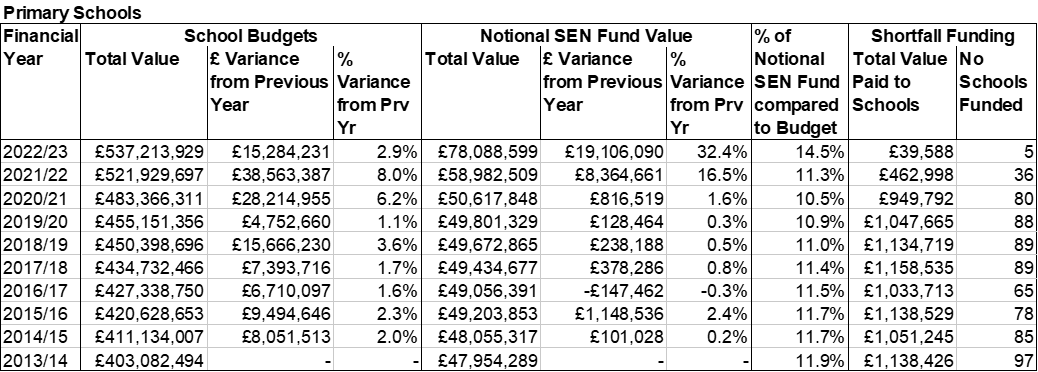 Primary Schools
Financial School Budgets Notional SEN Fund Value % of Shortfall Funding
Year Total Value £ Variance % Total Value £ Variance % Notional Total Value No
from Previous Variance from Previous Variance SEN Fund Paid to Schools
Year from Prv Year from Prv compared Schools Funded
Yr Yr to Budget
2022/23 £537,213,929 £15,284,231 2.9% £78,088,599 £19,106,090 32.4% 14.5% £39,588 5
2021/22 £521,929,697 £38,563,387 8.0% £58,982,509 £8,364,661 16.5% 11.3% £462,998 36
2020/21 £483,366,311 £28,214,955 6.2% £50,617,848 £816,519 1.6% 10.5% £949,792 80
2019/20 £455,151,356 £4,752,660 1.1% £49,801,329 £128,464 0.3% 10.9% £1,047,665 88
2018/19 £450,398,696 £15,666,230 3.6% £49,672,865 £238,188 0.5% 11.0% £1,134,719 89
2017/18 £434,732,466 £7,393,716 1.7% £49,434,677 £378,286 0.8% 11.4% £1,158,535 89
2016/17 £427,338,750 £6,710,097 1.6% £49,056,391 -£147,462 -0.3% 11.5% £1,033,713 65
2015/16 £420,628,653 £9,494,646 2.3% £49,203,853 £1,148,536 2.4% 11.7% £1,138,529 78
2014/15 £411,134,007 £8,051,513 2.0% £48,055,317 £101,028 0.2% 11.7% £1,051,245 85
2013/14 £403,082,494 - - £47,954,289 - - 11.9% £1,138,426 97